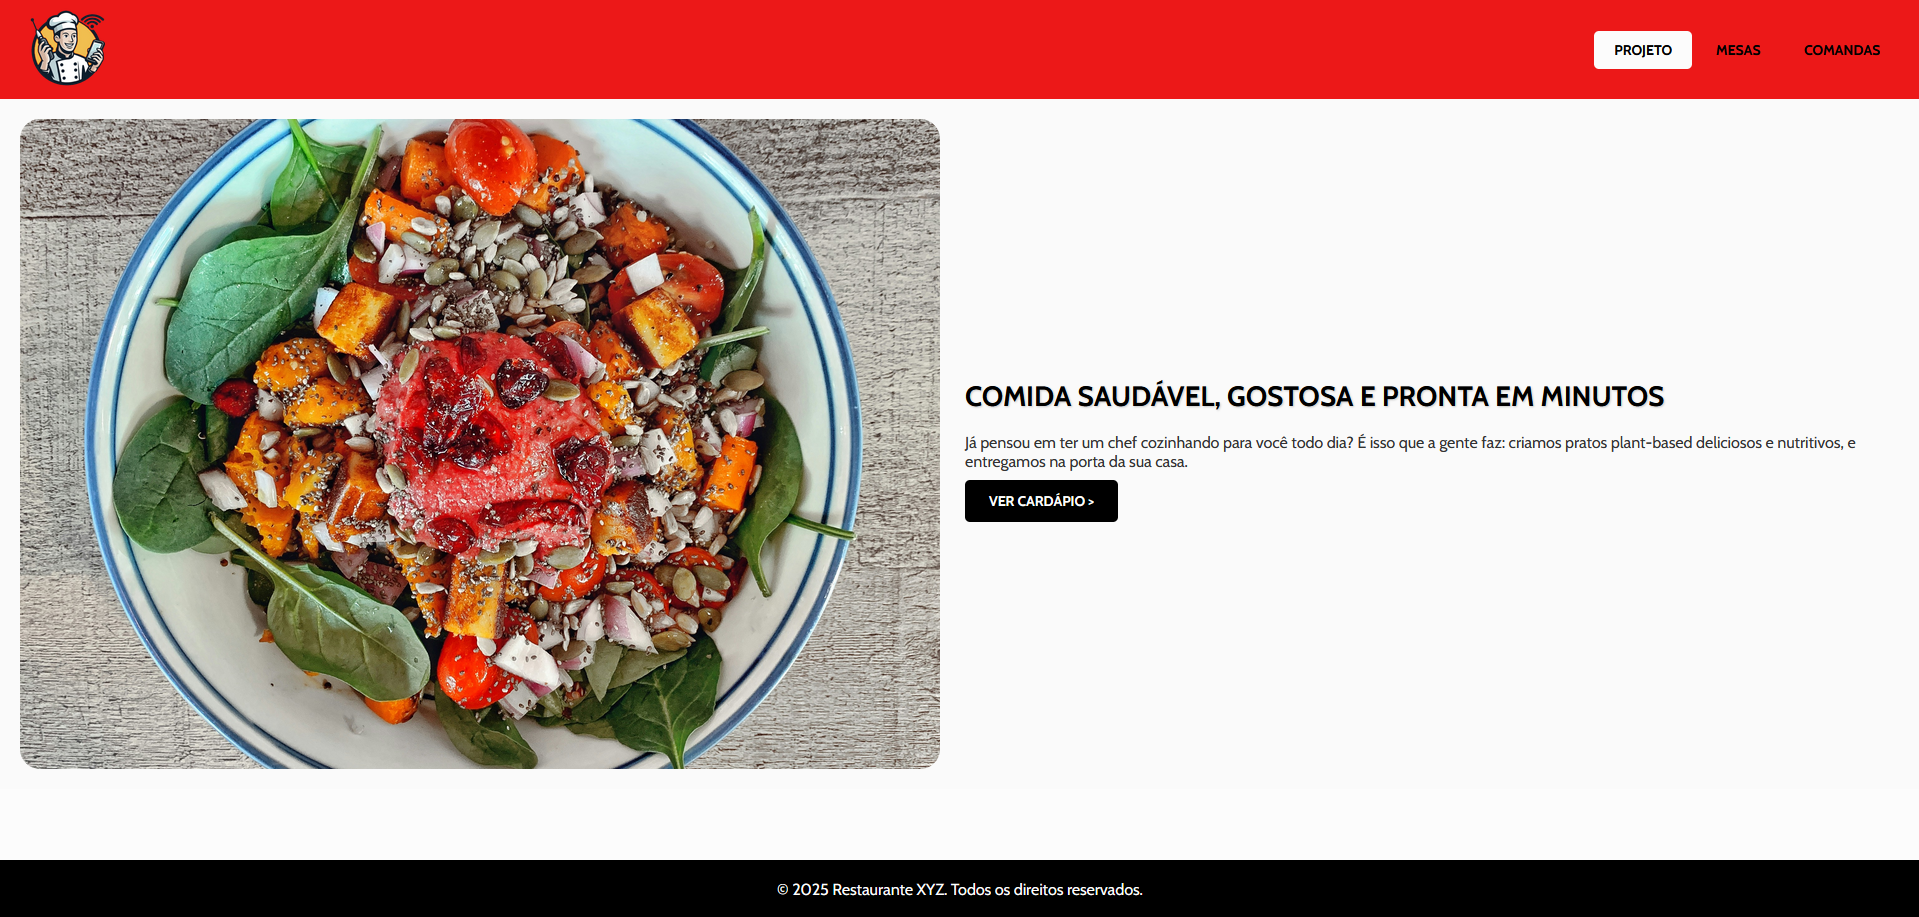 PROJETO MESAS COMANDAS
COMIDA SAUDÁVEL, GOSTOSA E PRONTA EM MINUTOS
Já pensou em ter um chef cozinhando para você todo dia? É isso que a gente faz: criamos pratos plant-based deliciosos e nutritivos, e
entregamos na porta da sua casa.
VER CARDÁPIO >
© 2025 Restaurante XYZ. Todos os direitos reservados.